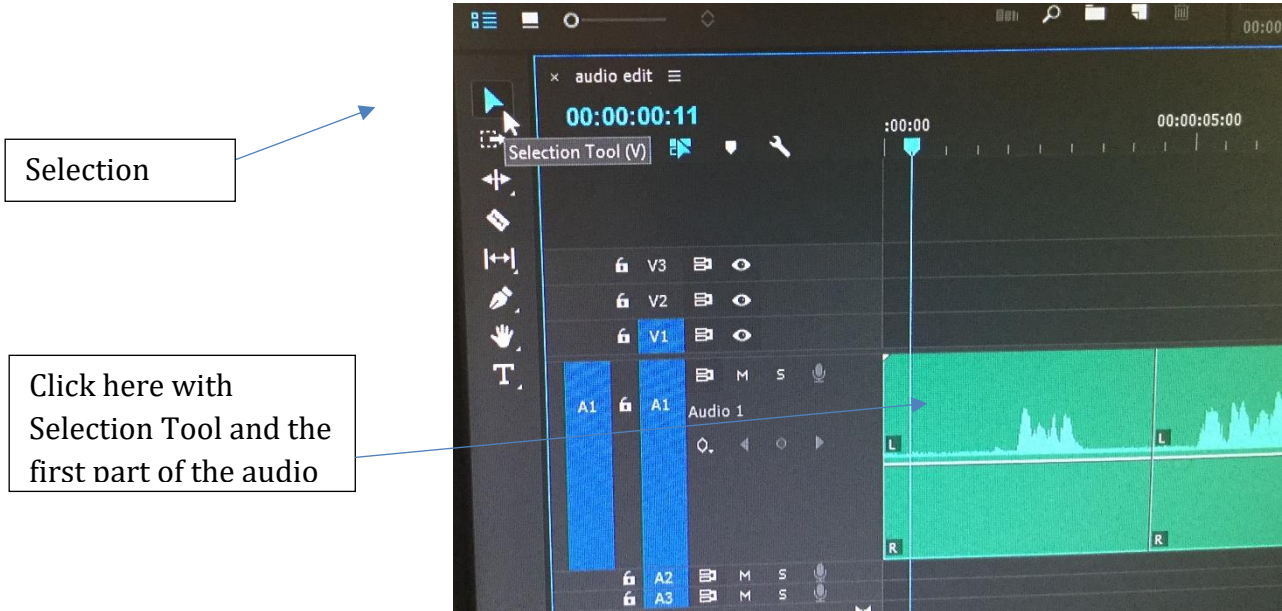 00:00
× audio edit
00:00:00:11
:00:00
00:00:05:00
Selection Tool (V)
Selection
V3
V2
V1
Click here with
Selection Tool and the
first part of the audio
M S
A1 A1 Audio 1
L L
R R
A2 M S
A3 M S
T